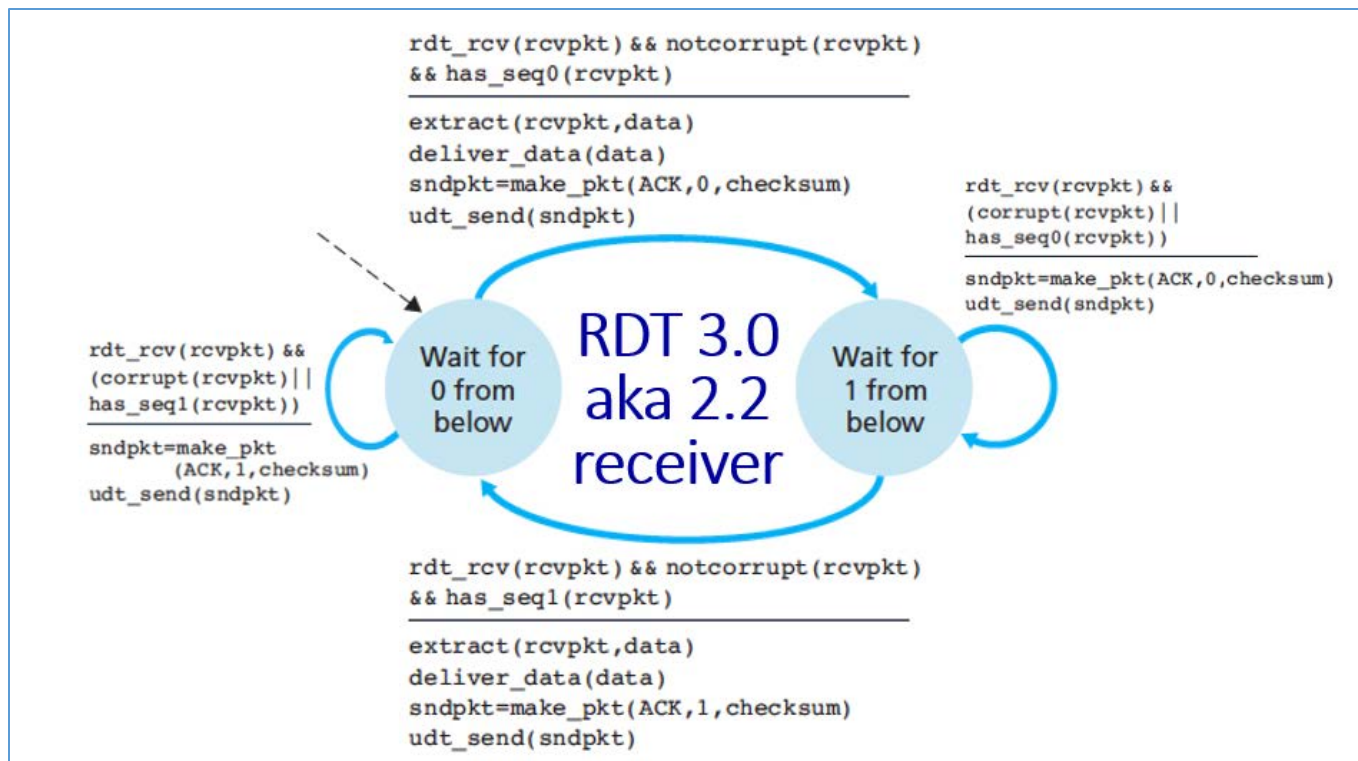 rdt_rcv(rcvpkt) && notcorrupt(rcvpkt)
&& has_seq0(rcvpkt)
extract(rcvpkt,data)
deliver_data(data)
sndpkt=make_pkt(ACK,0,checksum)
udt_send(sndpkt)
rdt_rcv(rcvpkt) &&
(corrupt(rcvpkt)||
has_seq0(rcvpkt))
sndpkt=make_pkt(ACK,0,checksum)
udt_send(sndpkt)
rdt_rcv(rcvpkt) &&
(corrupt(rcvpkt)||
has_seq1(rcvpkt))
sndpkt=make_pkt
(ACK,1,checksum)
udt_send(sndpkt)
Wait for
0 from
below
RDT 3.0
aka 2.2
receiver
Wait for
1 from
below
rdt_rcv(rcvpkt) && notcorrupt(rcvpkt)
&& has_seq1(rcvpkt)
extract(rcvpkt,data)
deliver_data(data)
sndpkt=make_pkt(ACK,1,checksum)
udt_send(sndpkt)